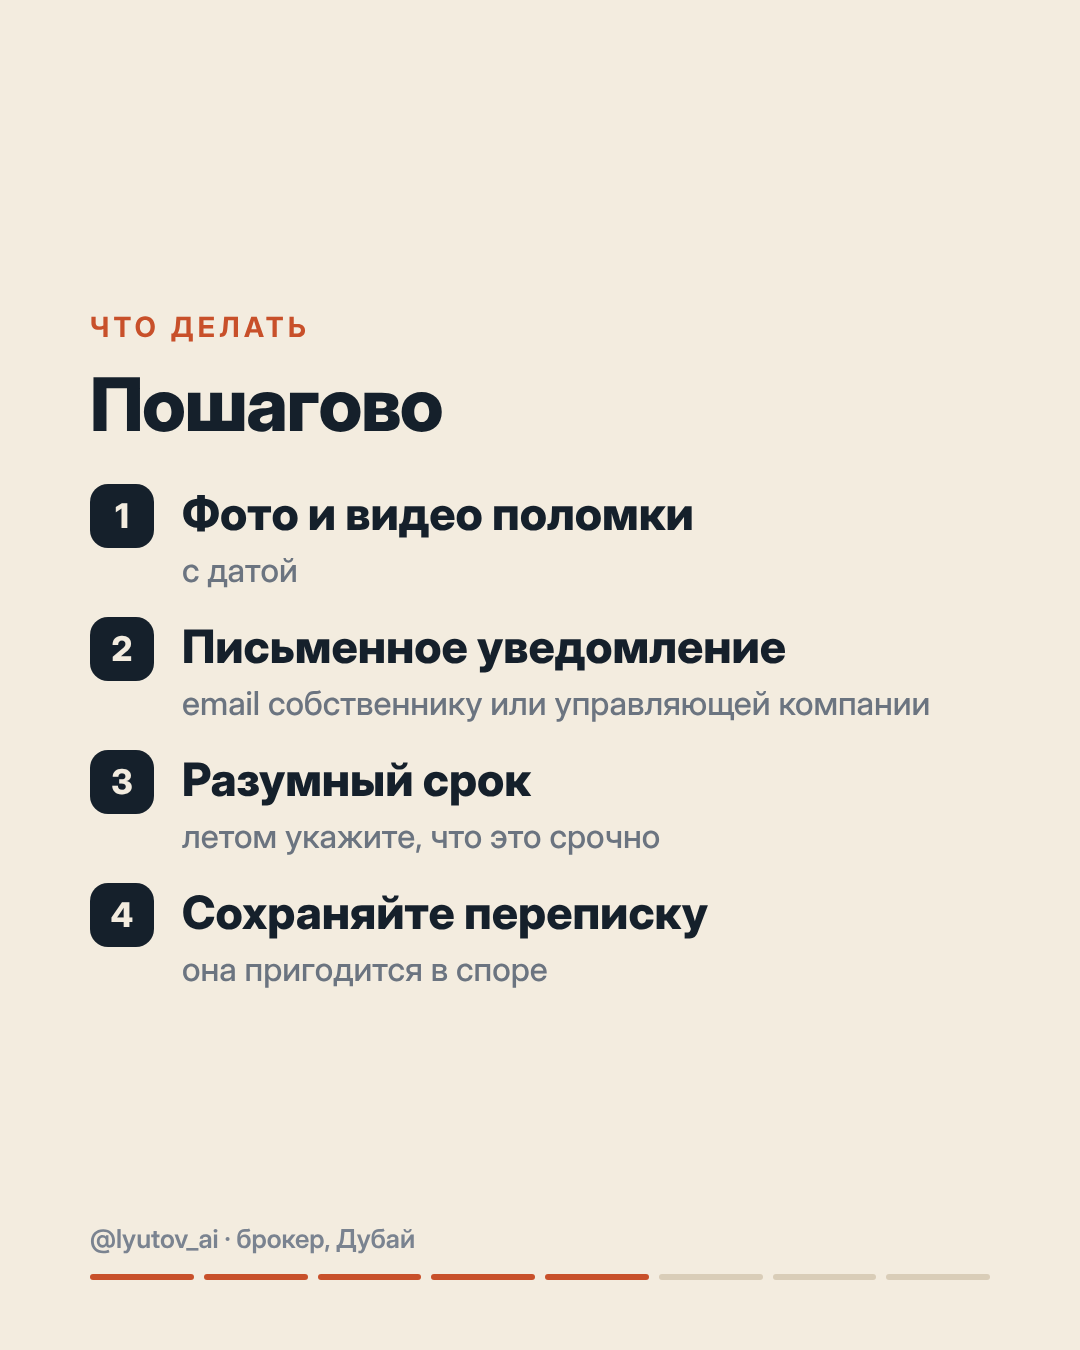 ЧТО ДЕЛАТЬ
Пошагово
1 Фото и видео поломки
с датой
2 Письменное уведомление
email собственнику или управляющей компании
3 Разумный срок
летом укажите, что это срочно
4 Сохраняйте переписку
она пригодится в споре
@lyutov_ai · брокер, Дубай